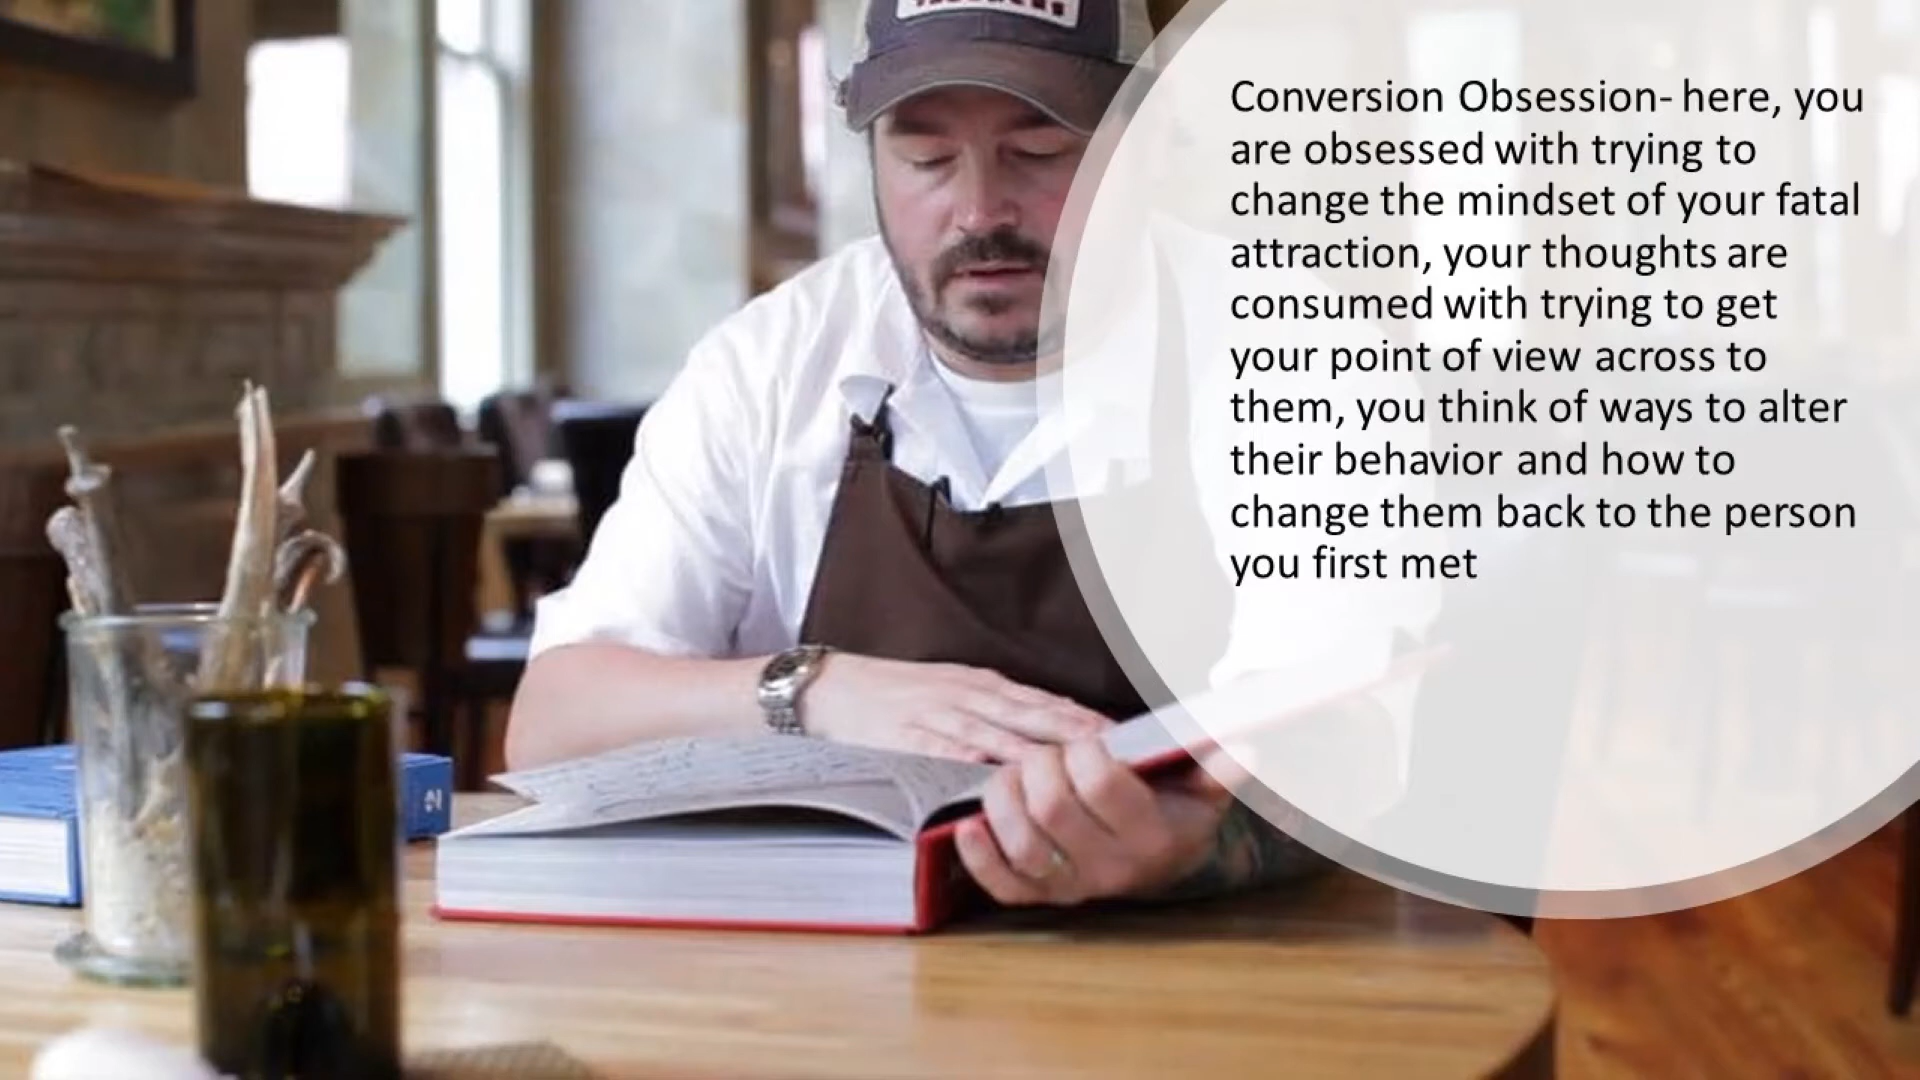 Conversion Obsession- here, you
are obsessed with trying to
change the mindset of your fatal
attraction, your thoughts are
consumed with trying to get
your point of view across to
them, you think of ways to alter
their behavior and how to
change them back to the person
you first met
2